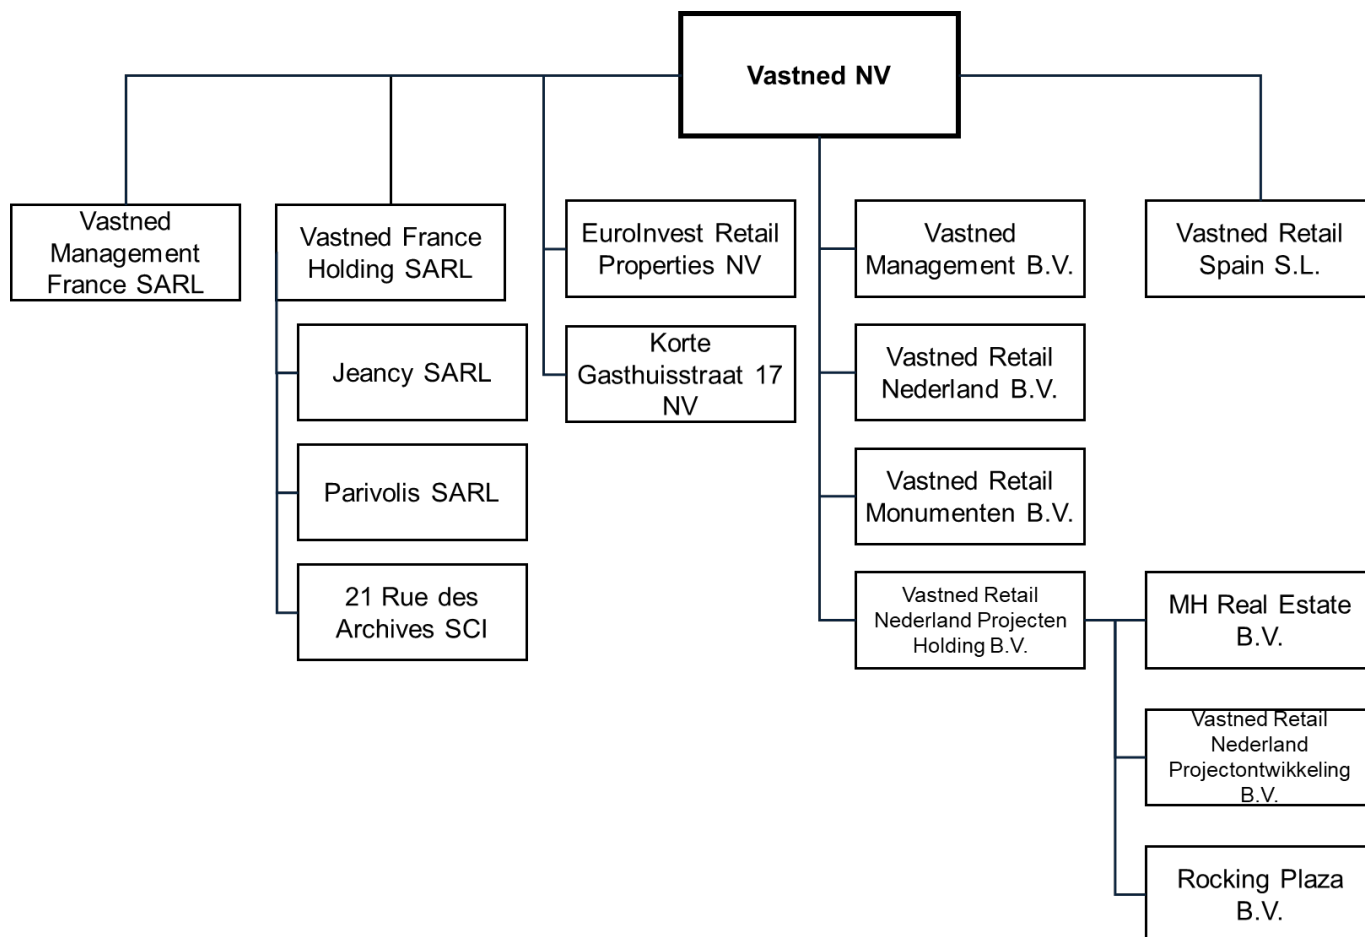 Vastned NV
Vastned
Management
France SARL
Vastned France
Holding SARL
Jeancy SARL
Parivolis SARL
21 Rue des
Archives SCI
EuroInvest Retail
Properties NV
Korte
Gasthuisstraat 17
NV
Vastned
Management B.V.
Vastned Retail
Nederland B.V.
Vastned Retail
Monumenten B.V.
Vastned Retail
Nederland Projecten
Holding B.V.
MH Real Estate
B.V.
Vastned Retail
Nederland
Projectontwikkeling
B.V.
Rocking Plaza
B.V.
Vastned Retail
Spain S.L.